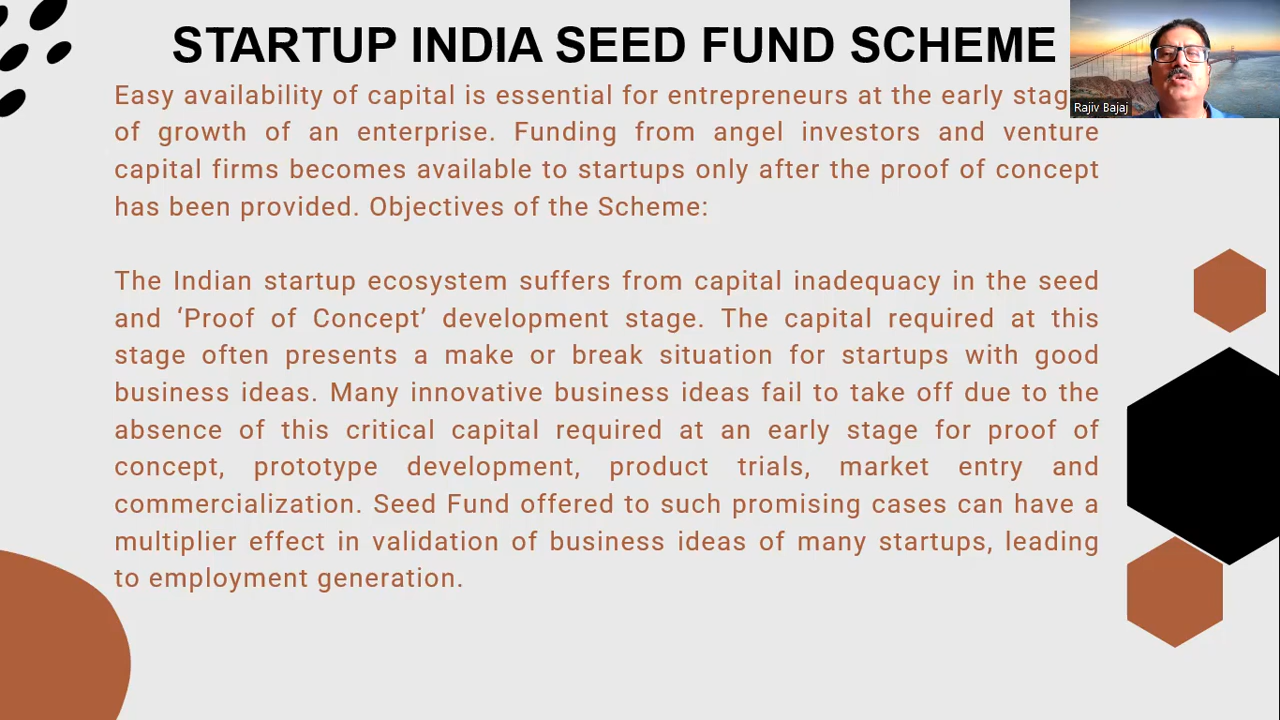 STARTUP INDIA SEED FUND SCHEME
Easy availability of capital is essential for entrepreneurs at the early stag
of growth of an enterprise. Funding from angel investors and venture
capital firms becomes available to startups only after the proof of concept
has been provided. Objectives of the Scheme:
The Indian startup ecosystem suffers from capital inadequacy in the seed
and ‘Proof of Concept’ development stage. The capital required at this
stage often presents a make or break situation for startups with good
business ideas. Many innovative business ideas fail to take off due to the
absence of this critical capital required at an early stage for proof of
concept, prototype development, product trials, market entry and
commercialization. Seed Fund offered to such promising cases can have a
multiplier effect in validation of business ideas of many startups, leading
to employment generation.
Rajiv Bajaj